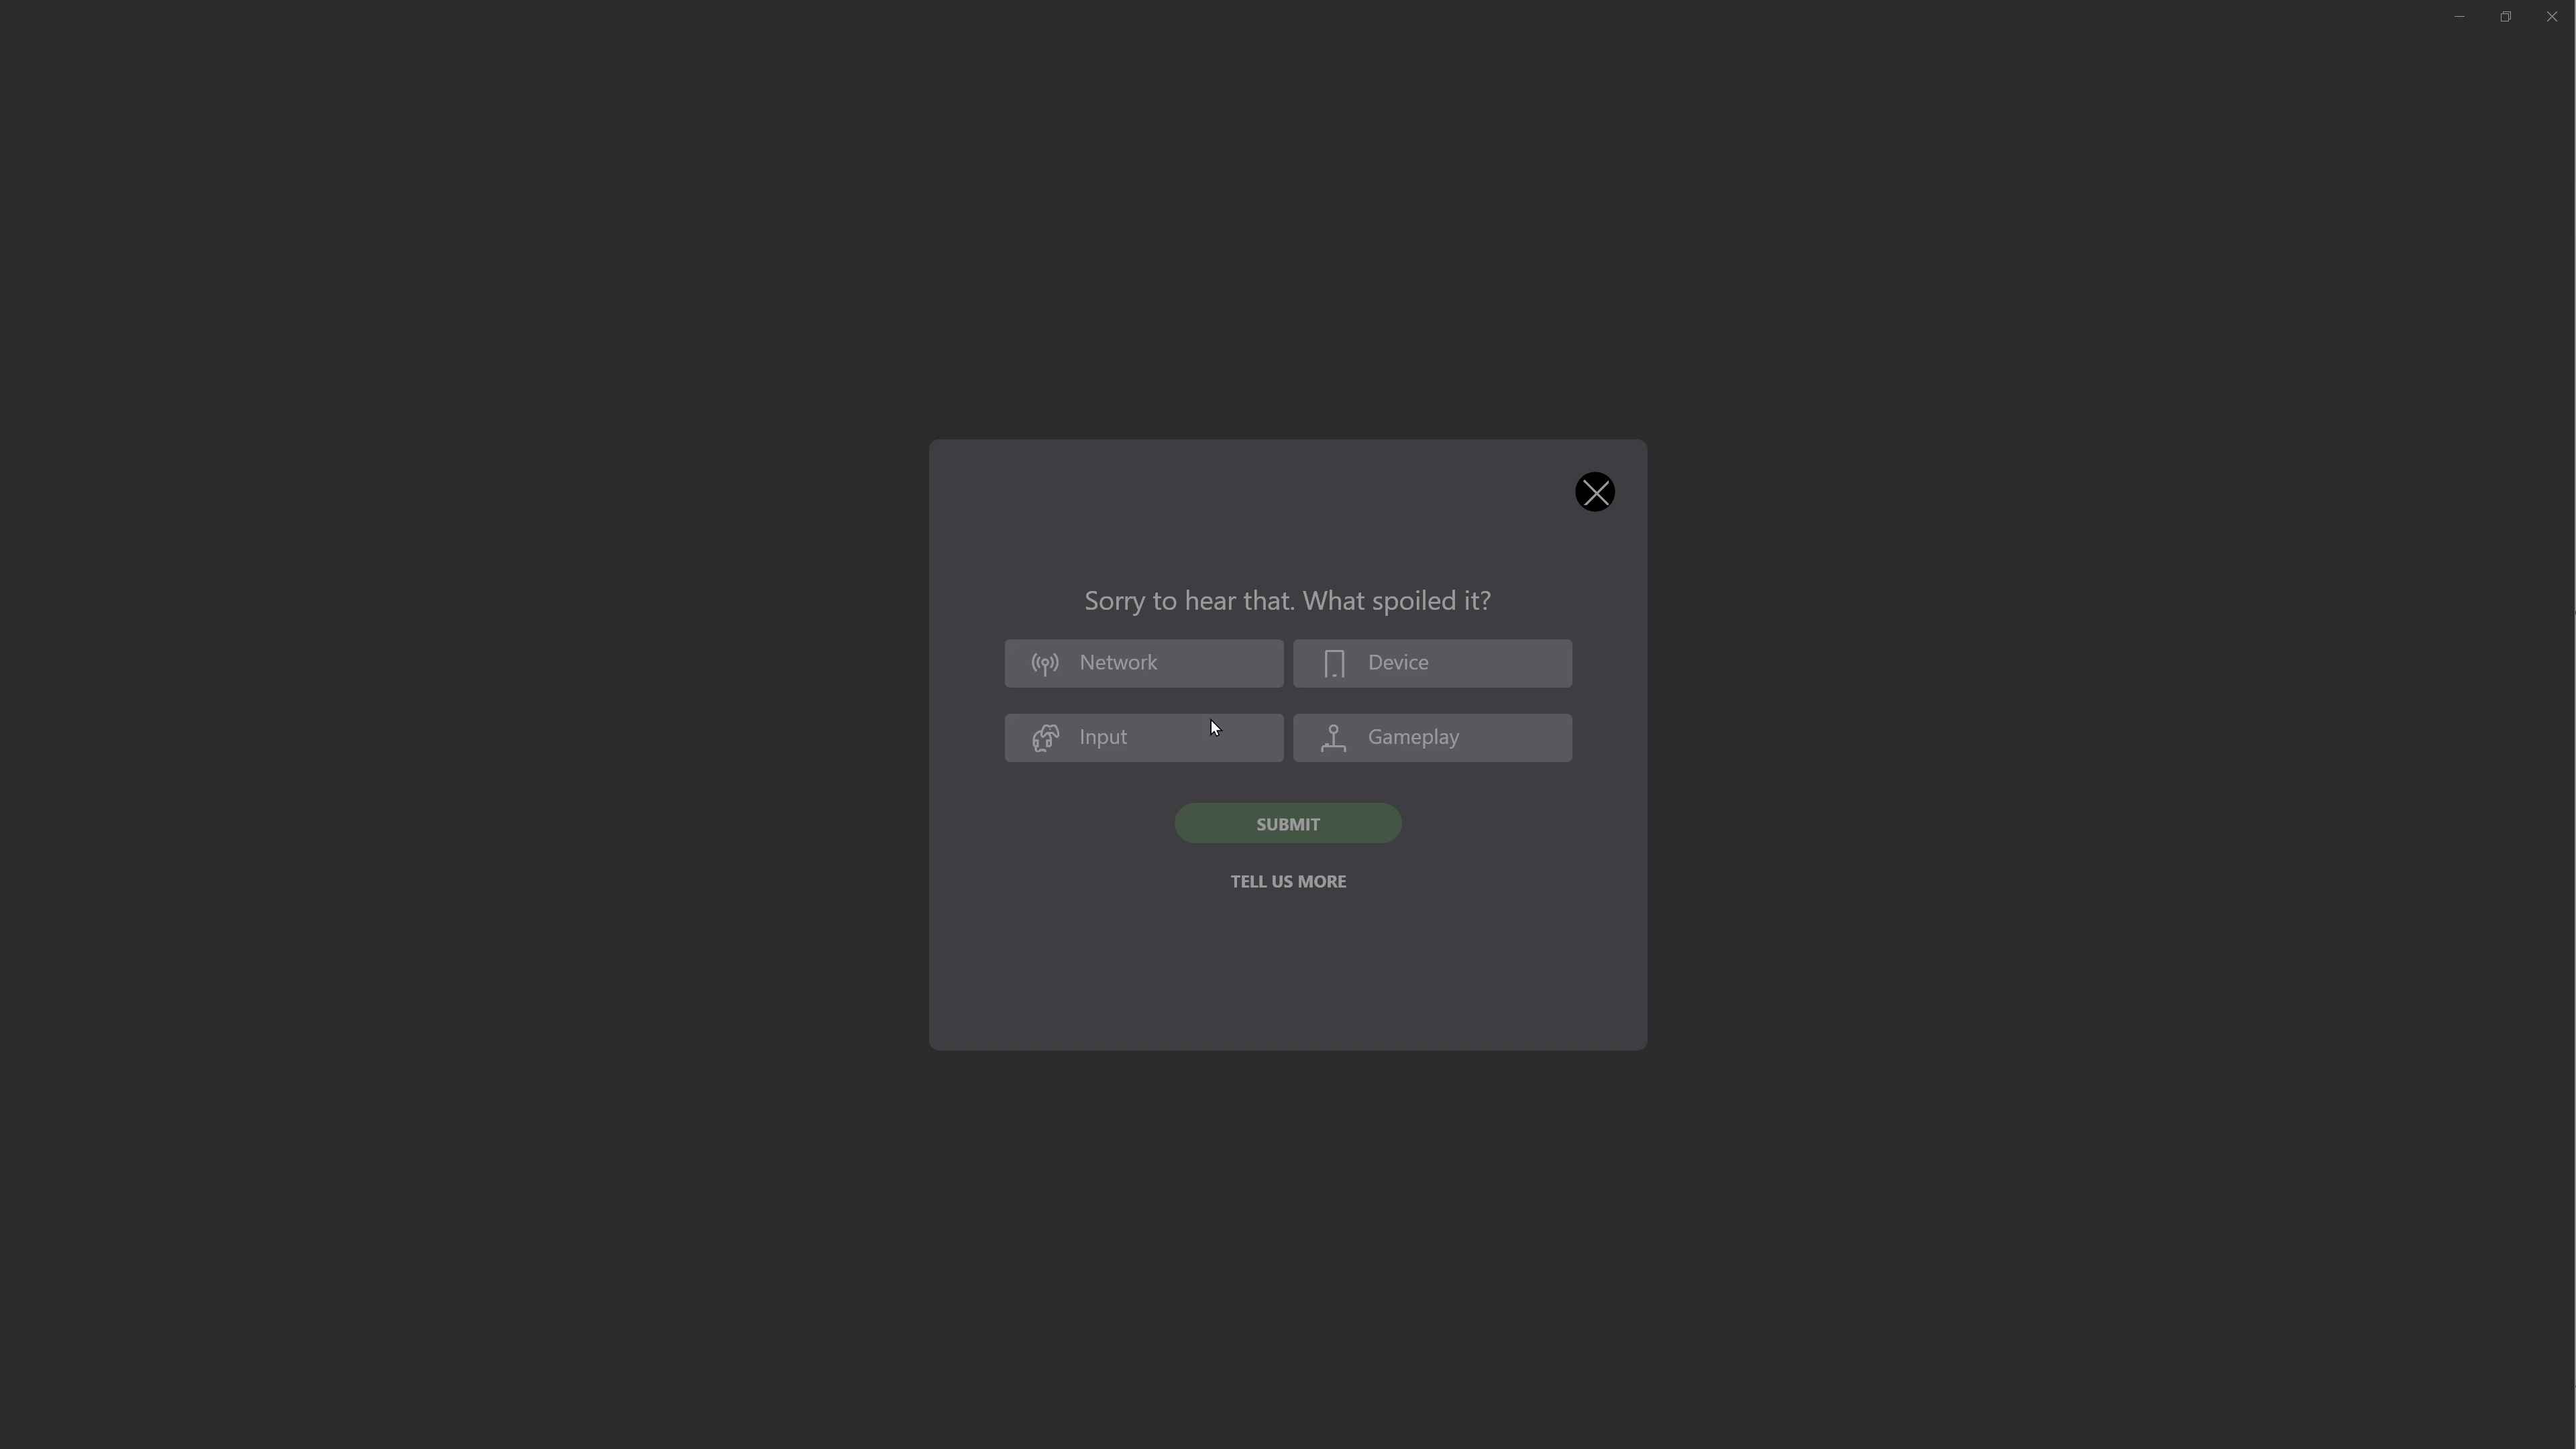 Sorry to hear that. What spoiled it?
Network
Device
Input
Gameplay
SUBMIT
TELL US MORE